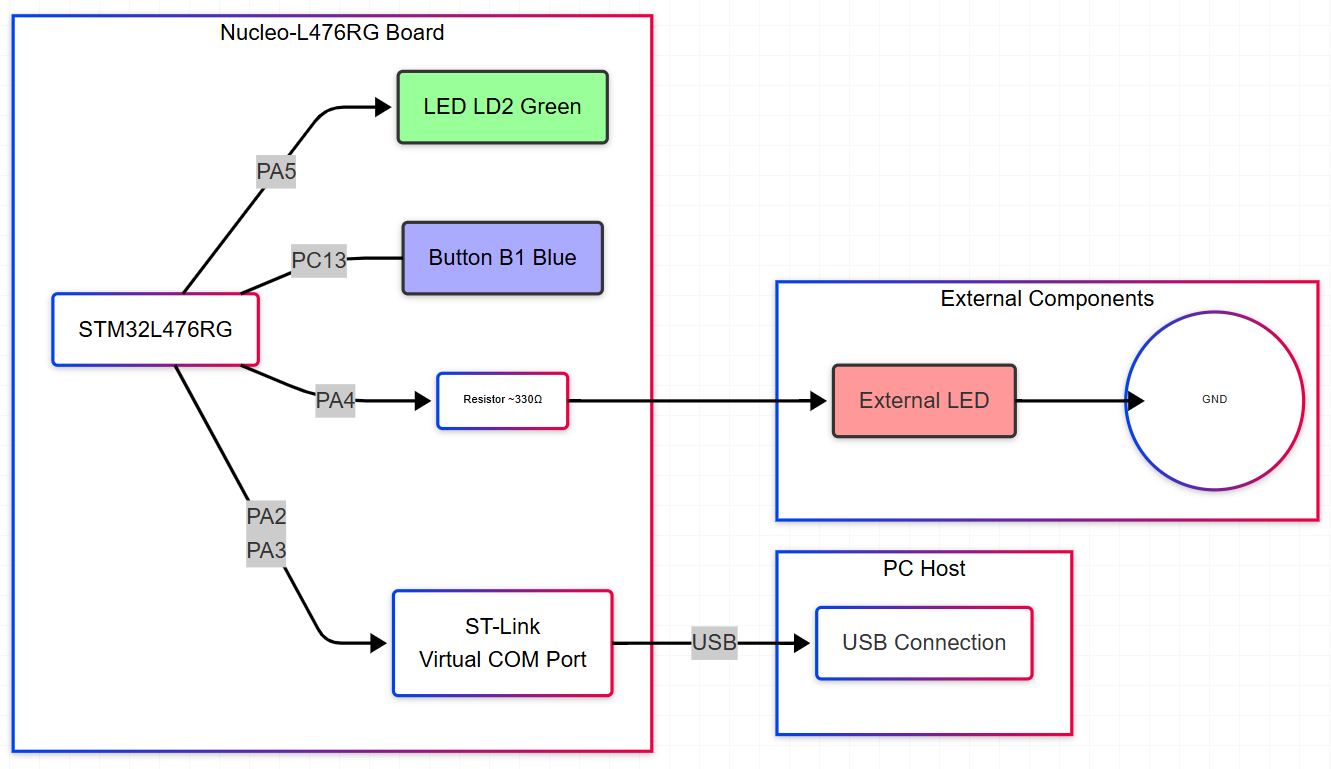 Nucleo-L476RG Board
LED LD2 Green
PA5
PC13
Button B1 Blue
STM32L476RG
PA4
Resistor ~330Ω
External Components
External LED
GND
PA2
PA3
ST-Link
Virtual COM Port
USB
PC Host
USB Connection